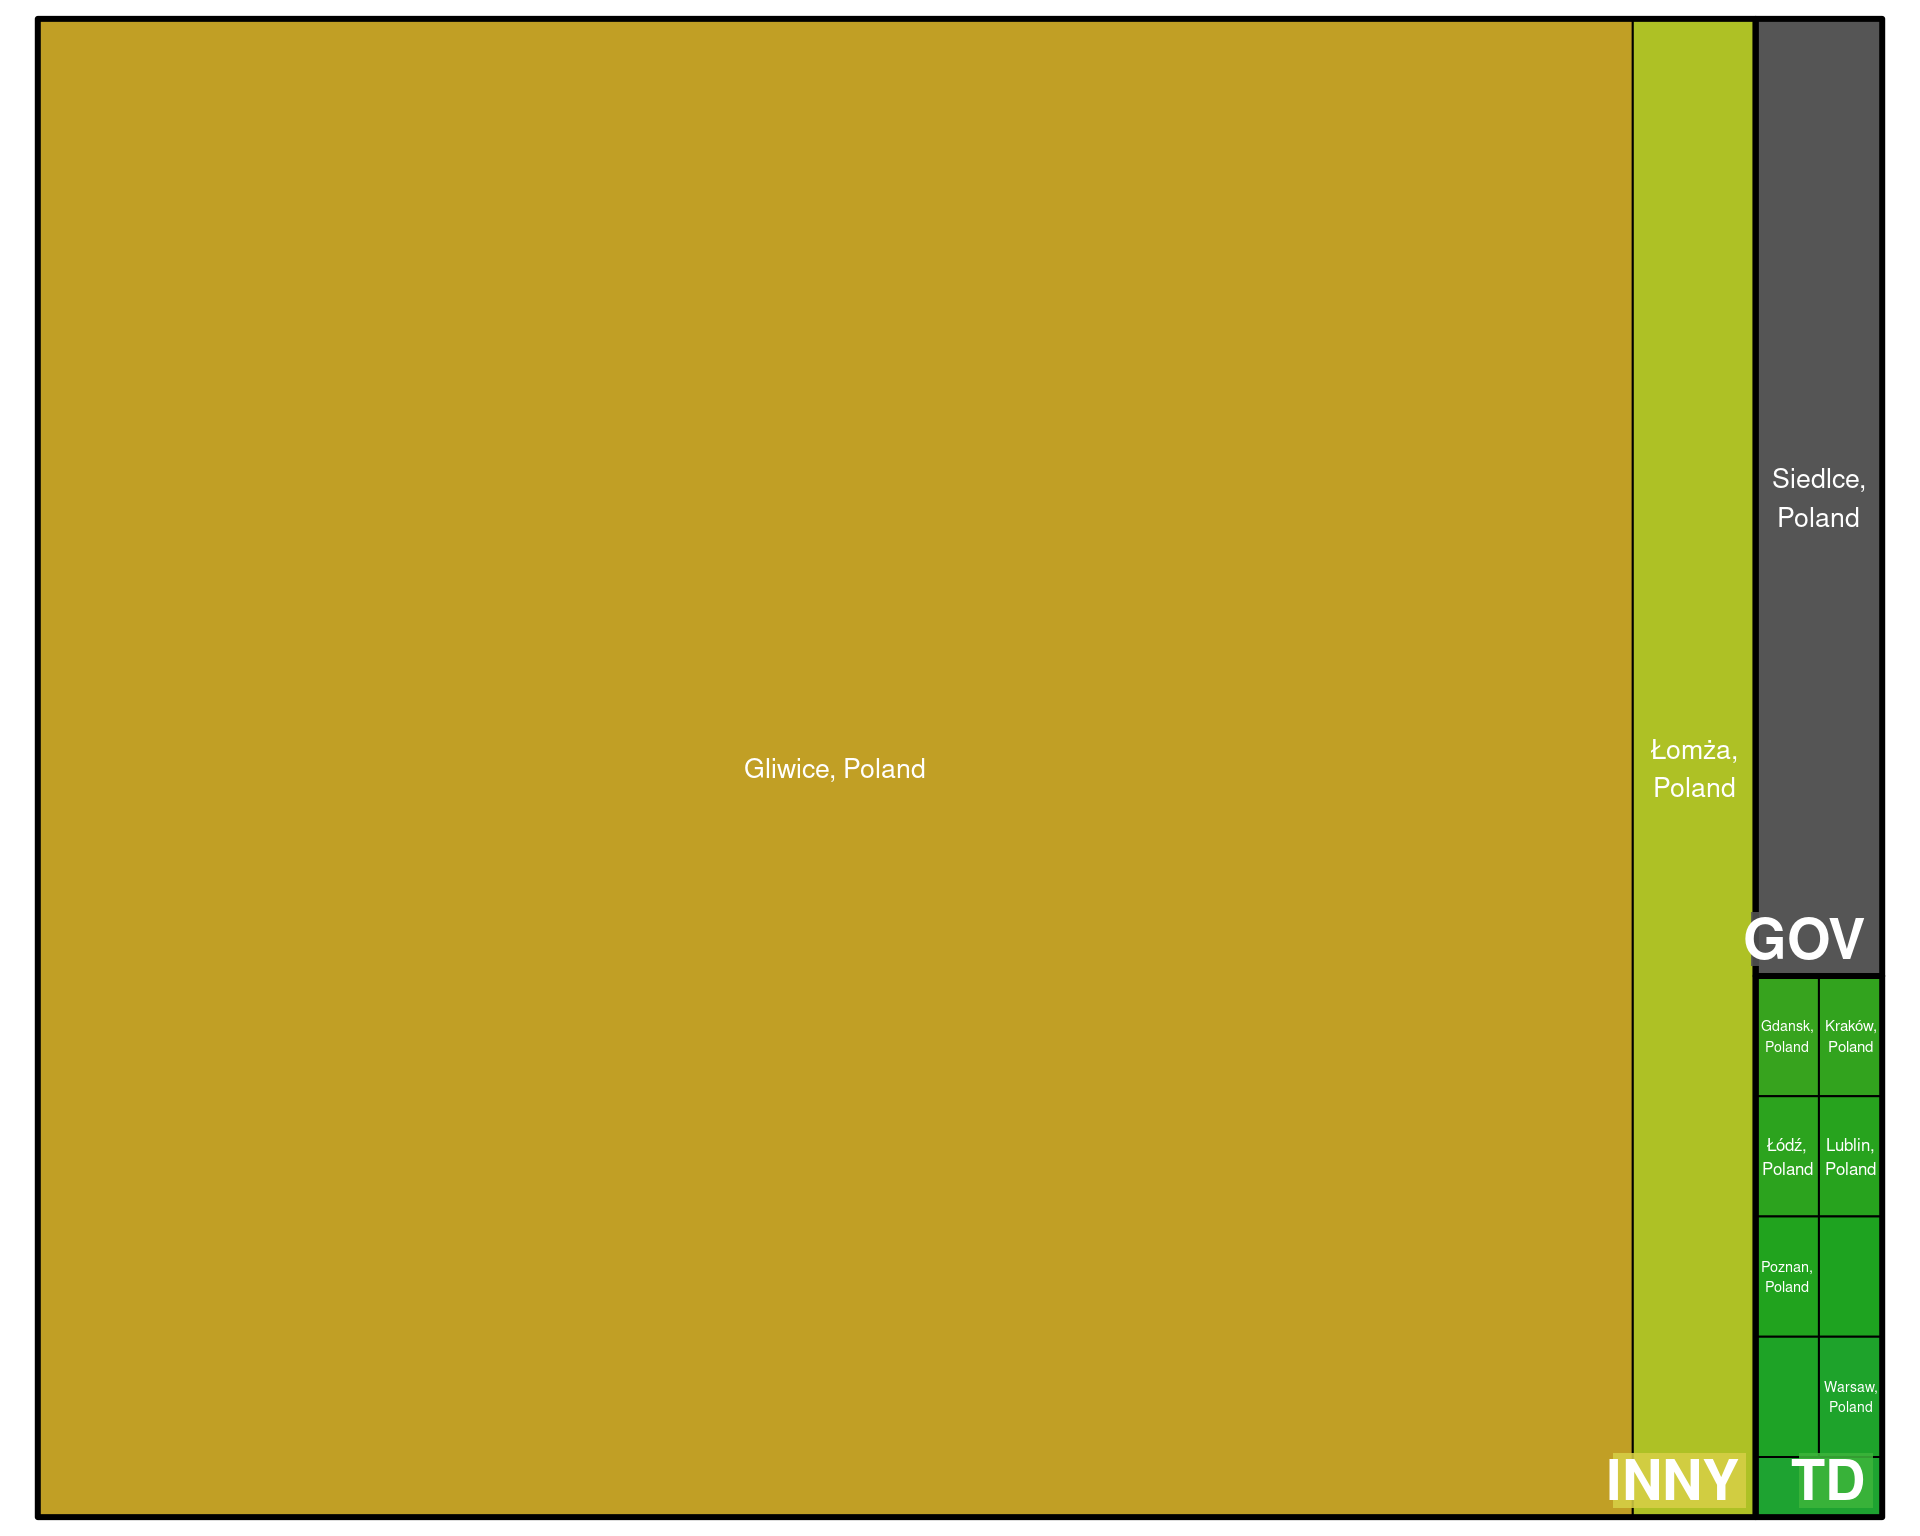 Gliwice, Poland
Łomża,
Poland
INNY
Siedlce,
Poland
GOV
Gdansk,
Poland
Kraków,
Poland
Łódź,
Poland
Lublin,
Poland
Poznan,
Poland
Warsaw,
Poland
TD